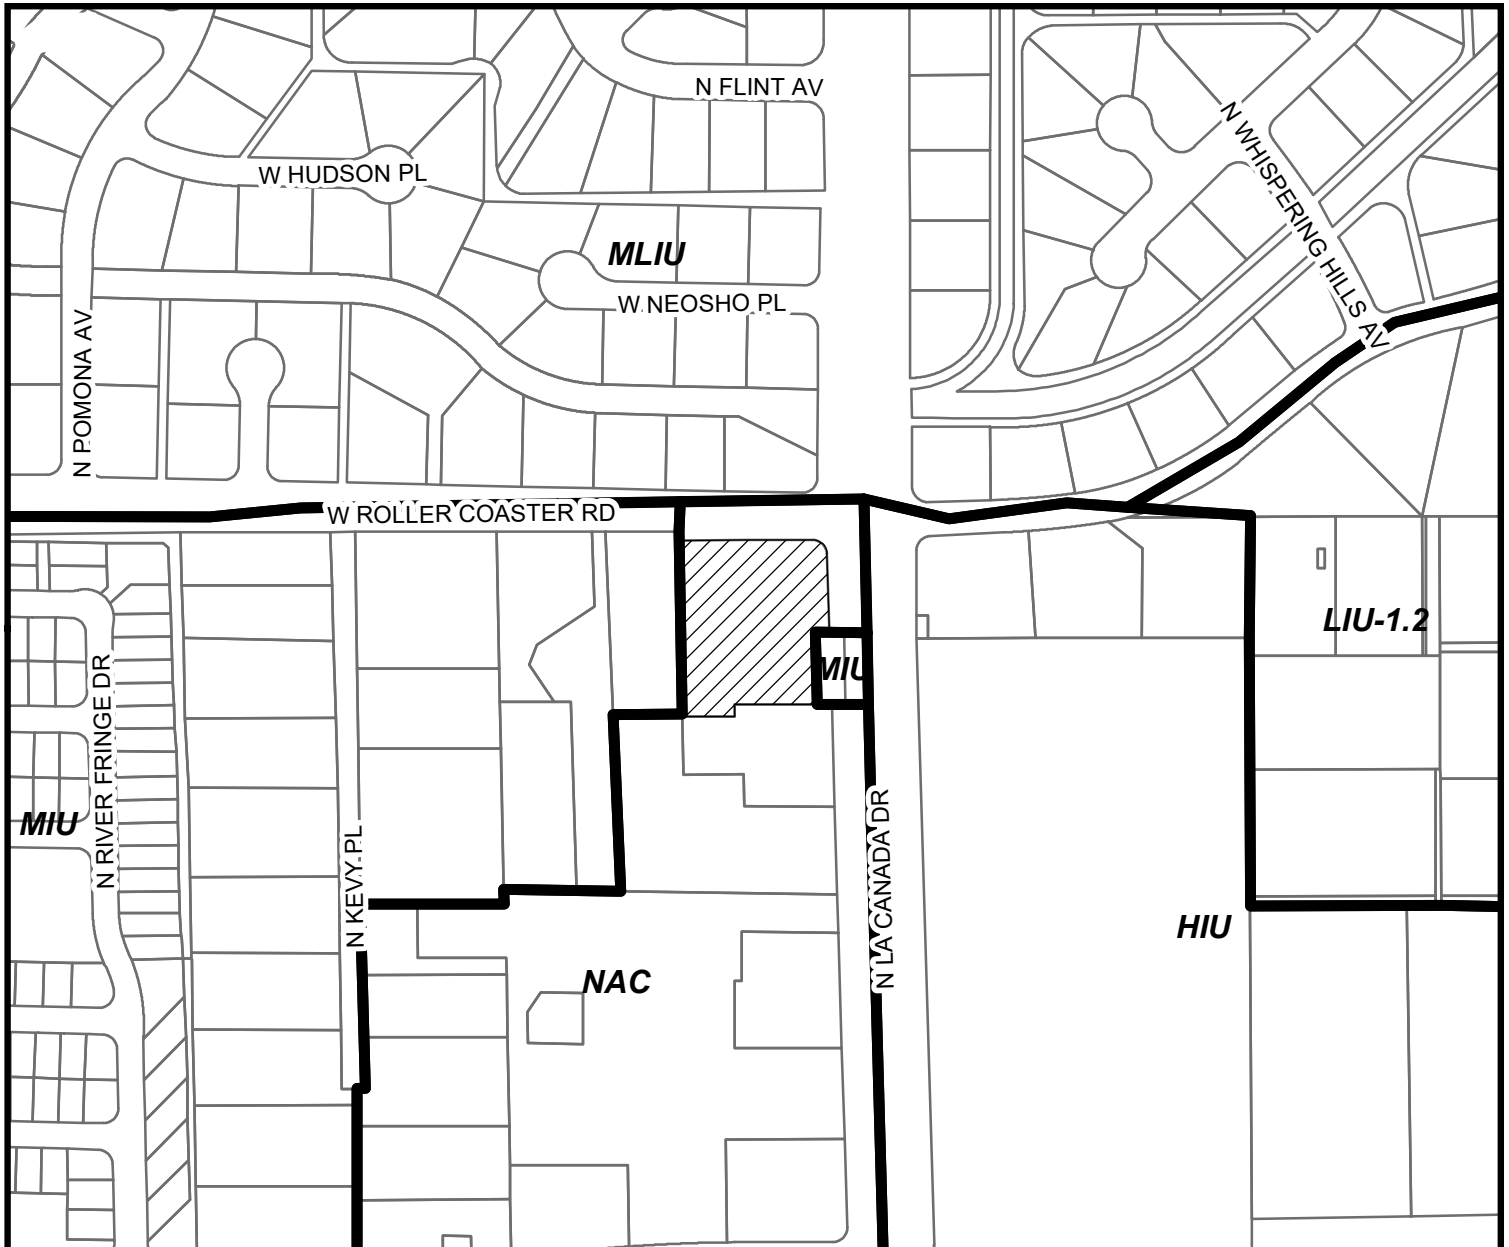 N FLINT AV
N WHISPERING HILLS AV
W HUDSON PL
MLIU
W NEOSHO PL
N POMONA AV
W ROLLER COASTER RD
LIU-1.2
MIU
N RIVER FRINGE DR
MIU
N KEVY PL
N LA CANADA DR
HIU
NAC